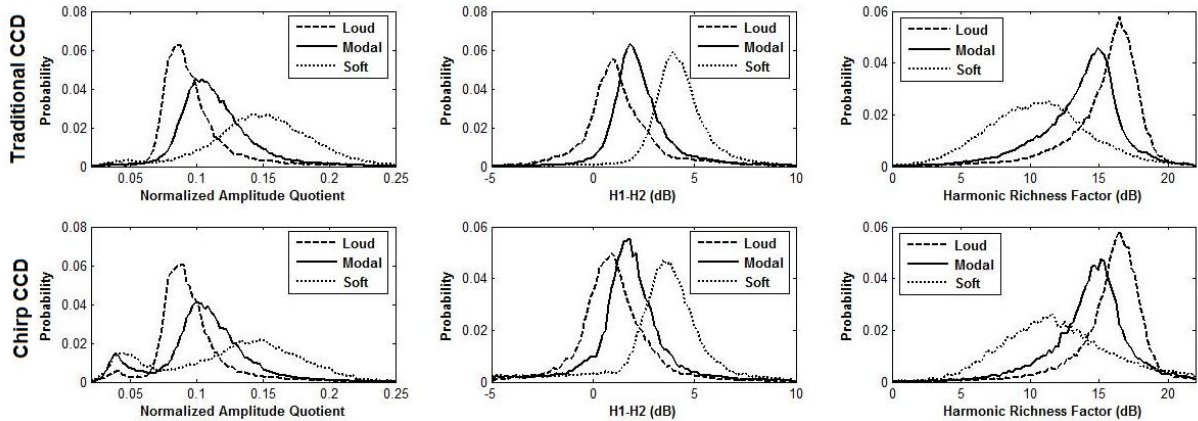 Traditional CCD
Probability
0.08
0.06
0.04
0.02
0
0.05
0.1
0.15
0.2
0.25
Normalized Amplitude Quotient
Loud
Modal
Soft
Probability
0.08
0.06
0.04
0.02
0
-5
0
5
10
H1-H2 (dB)
Loud
Modal
Soft
Probability
0.06
0.04
0.02
0
0
5
10
15
20
Harmonic Richness Factor (dB)
Loud
Modal
Soft
Chirp CCD
Probability
0.08
0.06
0.04
0.02
0
0.05
0.1
0.15
0.2
0.25
Normalized Amplitude Quotient
Loud
Modal
Soft
Probability
0.06
0.04
0.02
0
-5
0
5
10
H1-H2 (dB)
Loud
Modal
Soft
Probability
0.06
0.04
0.02
0
0
5
10
15
20
Harmonic Richness Factor (dB)
Loud
Modal
Soft